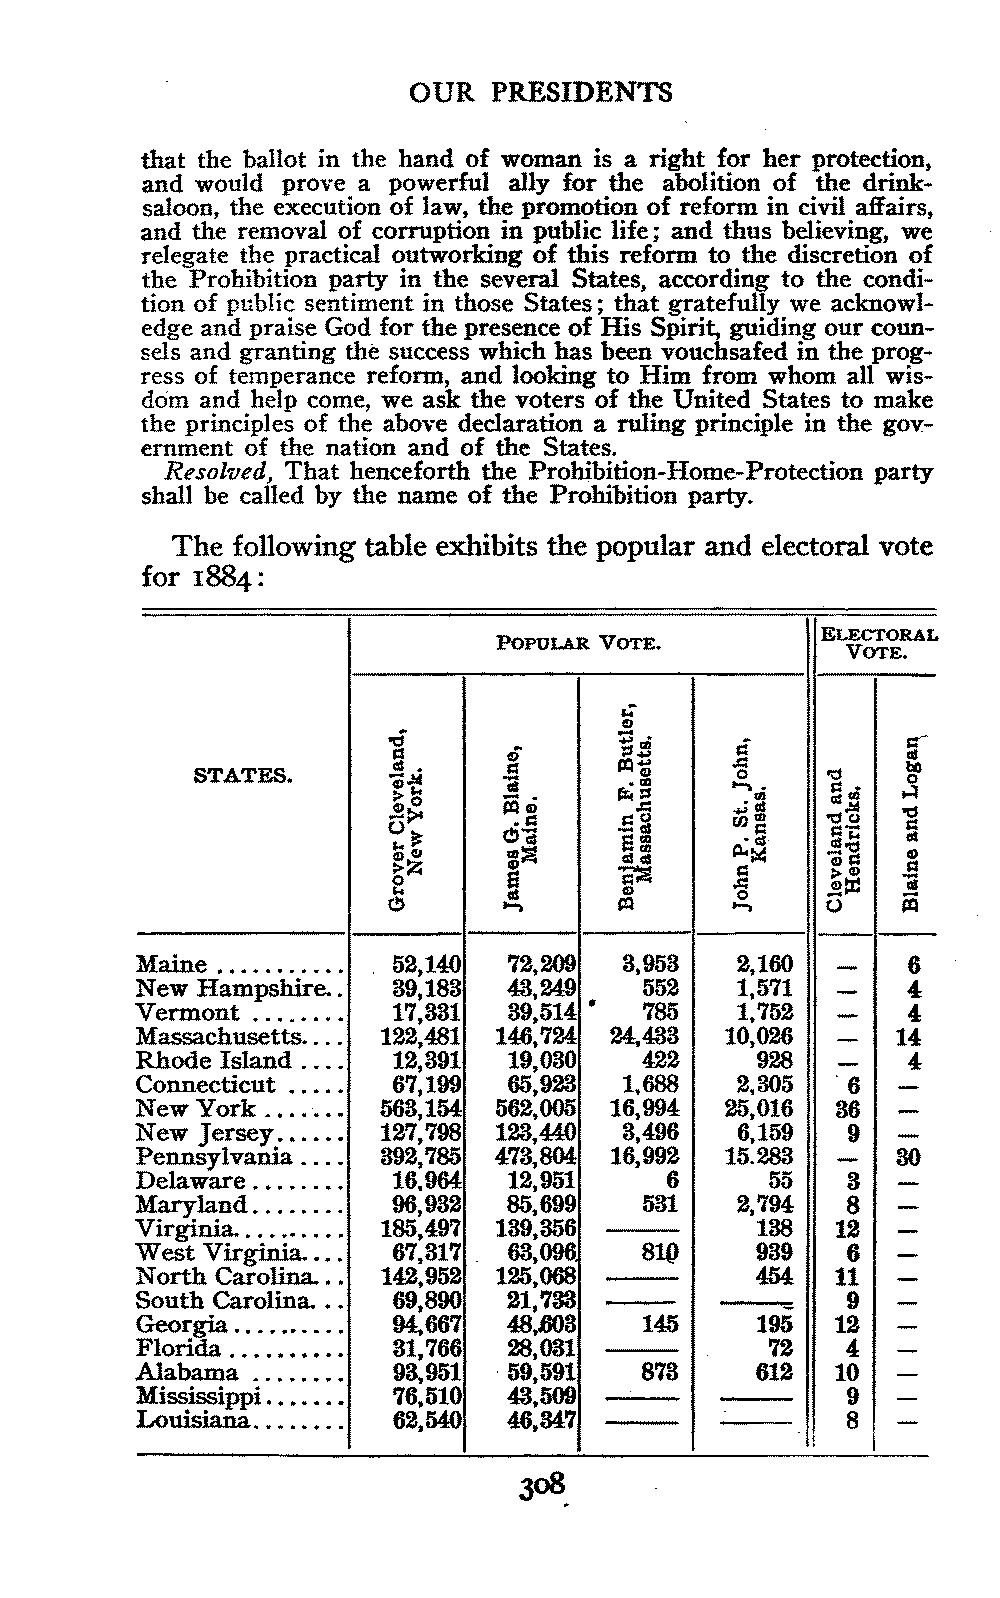 OUR PRESIDENTS
that the ballot in the hand of woman is a right for her protection,
and would prove a powerful ally for the abolition of the drink-
saloon, the execution of law, the promotion of reform in civil affairs,
and the removal of corruption in public life; and thus believing, we
relegate the practical outworking of this reform to the discretion of
the Prohibition party in the several States, according to the condi-
tion of public sentiment in those States; that gratefully we acknowl-
edge and praise God for the presence of His Spirit, guiding our coun-
sels and granting the success which has been vouchsafed in the prog-
ress of temperance reform, and looking to Him from whom all wis-
dom and help come, we ask the voters of the United States to make
the principles of the above declaration a ruling principle in the gov-
ernment of the nation and of the States.
Resolved, That henceforth the Prohibition-Home-Protection party
shall be called by the name of the Prohibition party.
The following table exhibits the popular and electoral vote
for 1884:
STATES.
POPULAR VOTE.
ELECTORAL
VOTE.
Grover Cleveland,
New York.
James G. Blaine,
Maine.
Benjamin F. Butler,
Massachusetts.
John P. St. John,
Kansas.
Cleveland and
Hendricks.
Blaine and Logan
Maine ........... 52,140 72,209 3,953 2,160 — 6
New Hampshire.. 39,183 43,249 552 1,571 — 4
Vermont ........ 17,331 39,514 785 1,752 — 4
Massachusetts.... 122,481 146,724 24,433 10,026 — 14
Rhode Island .... 12,391 19,030 422 928 — 4
Connecticut ..... 67,199 65,923 1,688 2,305 6 —
New York ....... 563,154 562,005 16,994 25,016 36 —
New Jersey...... 127,798 123,440 3,496 6,159 9 —
Pennsylvania .... 392,785 473,804 16,992 15.283 — 30
Delaware........ 16,964 12,951 6 55 3 —
Maryland........ 96,932 85,699 531 2,794 8 —
Virginia.......... 185,497 139,356 —— 138 12 —
West Virginia.... 67,317 63,096 810 939 6 —
North Carolina... 142,952 125,068 —— 454 11 —
South Carolina... 69,890 21,733 —— —— 9 —
Georgia.......... 94,667 48,603 145 195 12 —
Florida .......... 31,766 28,031 —— 72 4 —
Alabama ........ 93,951 59,591 873 612 10 —
Mississippi....... 76,510 43,509 —— —— 9 —
Louisiana........ 62,540 46,347 —— —— 8 —
308